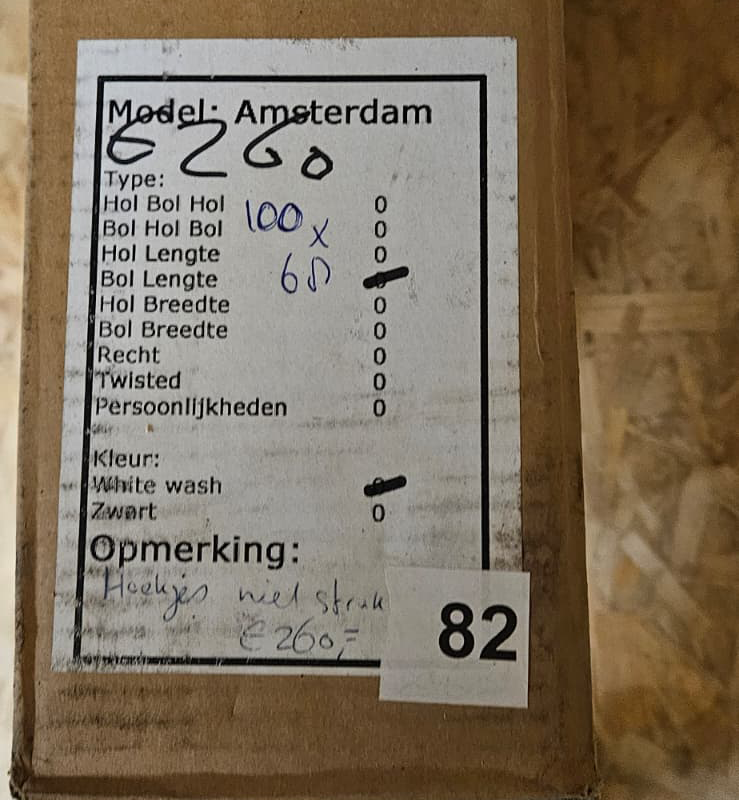 Model: Amsterdam
€ 260
Type:
Hol Bol Hol 0
Bol Hol Bol 0
100 x
Hol Lengte 0
Bol Lengte
60
Hol Breedte 0
Bol Breedte 0
Recht 0
Twisted 0
Persoonlijkheden 0
Kleur:
White wash
Zwart 0
Opmerking:
Hoekjes niet strak
€ 260,=
82